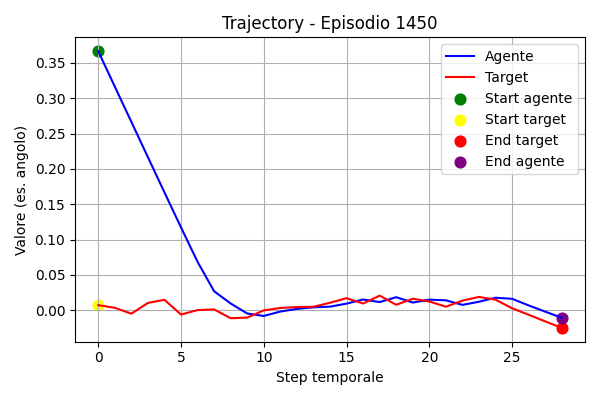 Trajectory - Episodio 1450
Valore (es. angolo)
0.35
0.30
0.25
0.20
0.15
0.10
0.05
0.00
Agente
Target
Start agente
Start target
End target
End agente
0 5 10 15 20 25
Step temporale